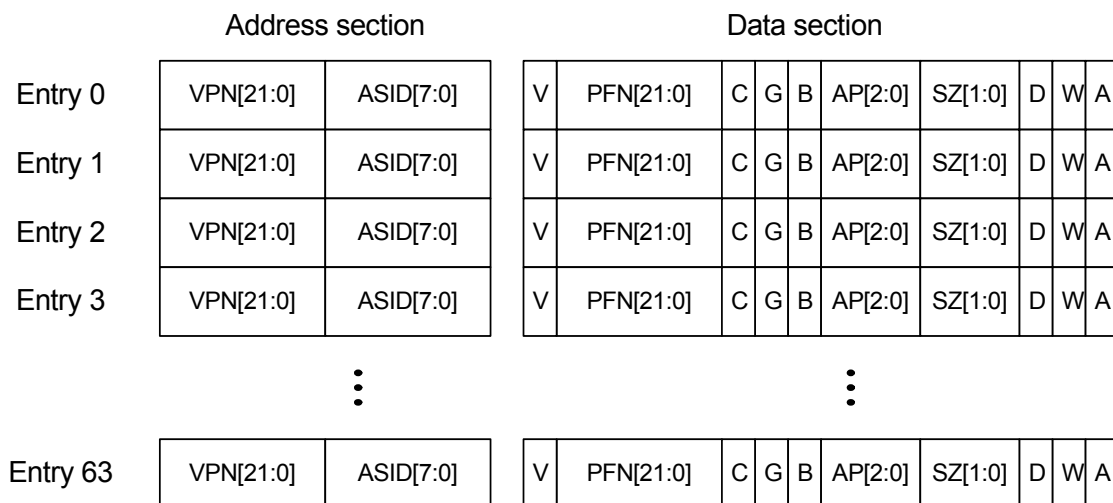 Address section Data section
Entry 0 VPN[21:0] ASID[7:0] V PFN[21:0] C G B AP[2:0] SZ[1:0] D W A
Entry 1 VPN[21:0] ASID[7:0] V PFN[21:0] C G B AP[2:0] SZ[1:0] D W A
Entry 2 VPN[21:0] ASID[7:0] V PFN[21:0] C G B AP[2:0] SZ[1:0] D W A
Entry 3 VPN[21:0] ASID[7:0] V PFN[21:0] C G B AP[2:0] SZ[1:0] D W A
Entry 63 VPN[21:0] ASID[7:0] V PFN[21:0] C G B AP[2:0] SZ[1:0] D W A